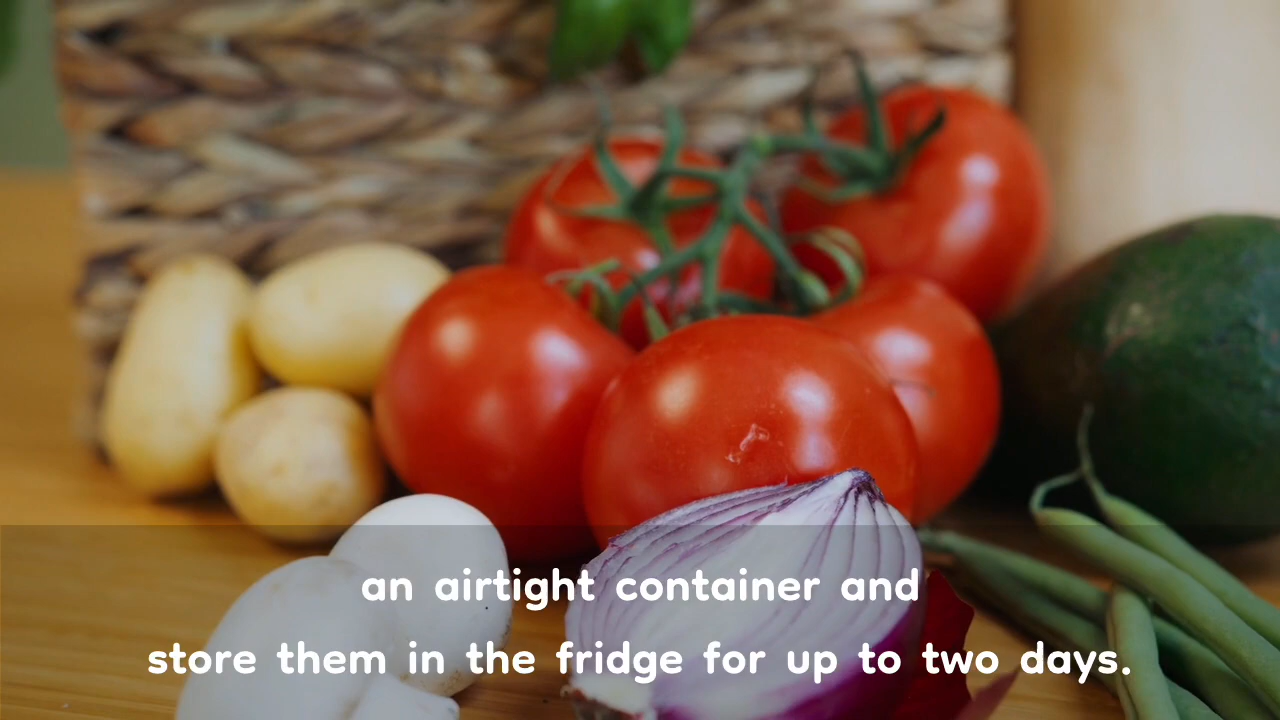 an airtight container and
store them in the fridge for up to two days.